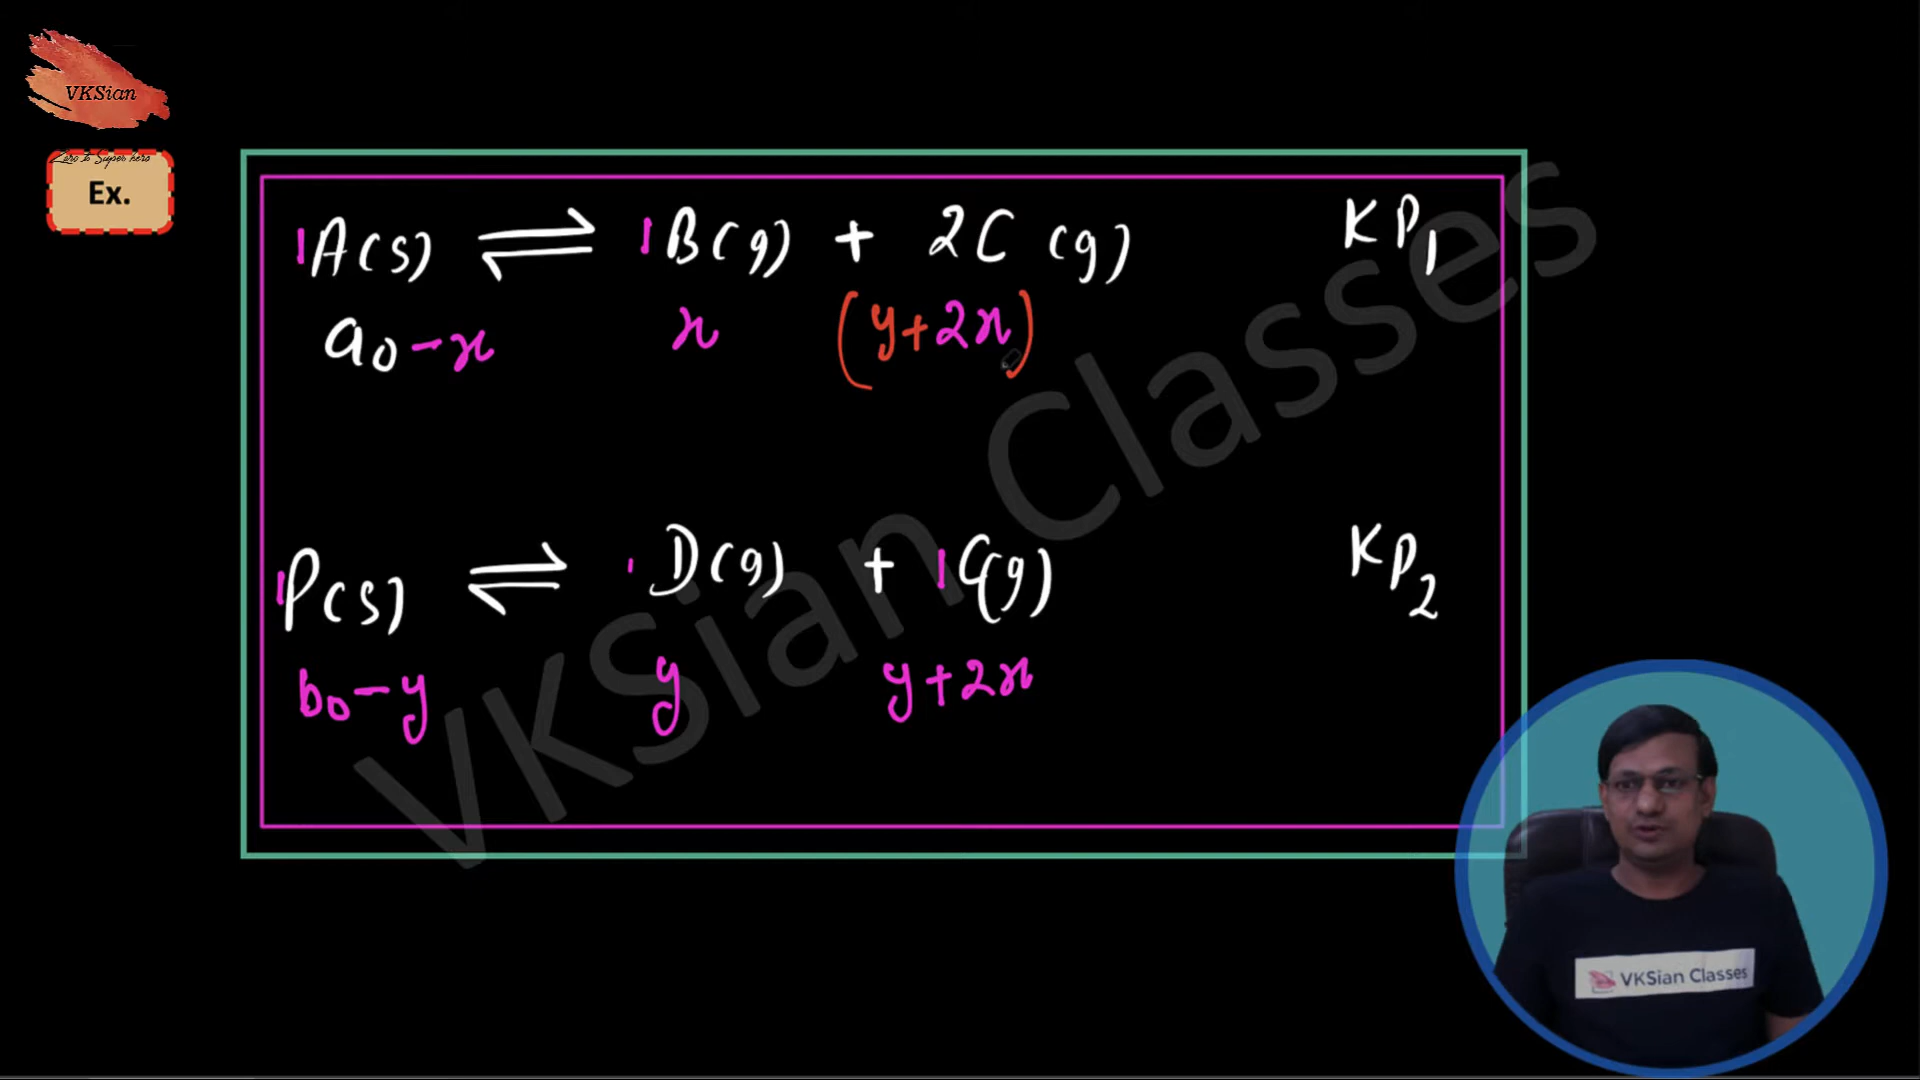 VKSian
Zero to Super hero
Ex.
1A(s) ⇌ 1B(g) + 2C (g) KP1
a0-x x (y+2x)
1P(s) ⇌ 1D(g) + 1C(g) KP2
b0-y y y+2x
VKSian Classes
VKSian Classes